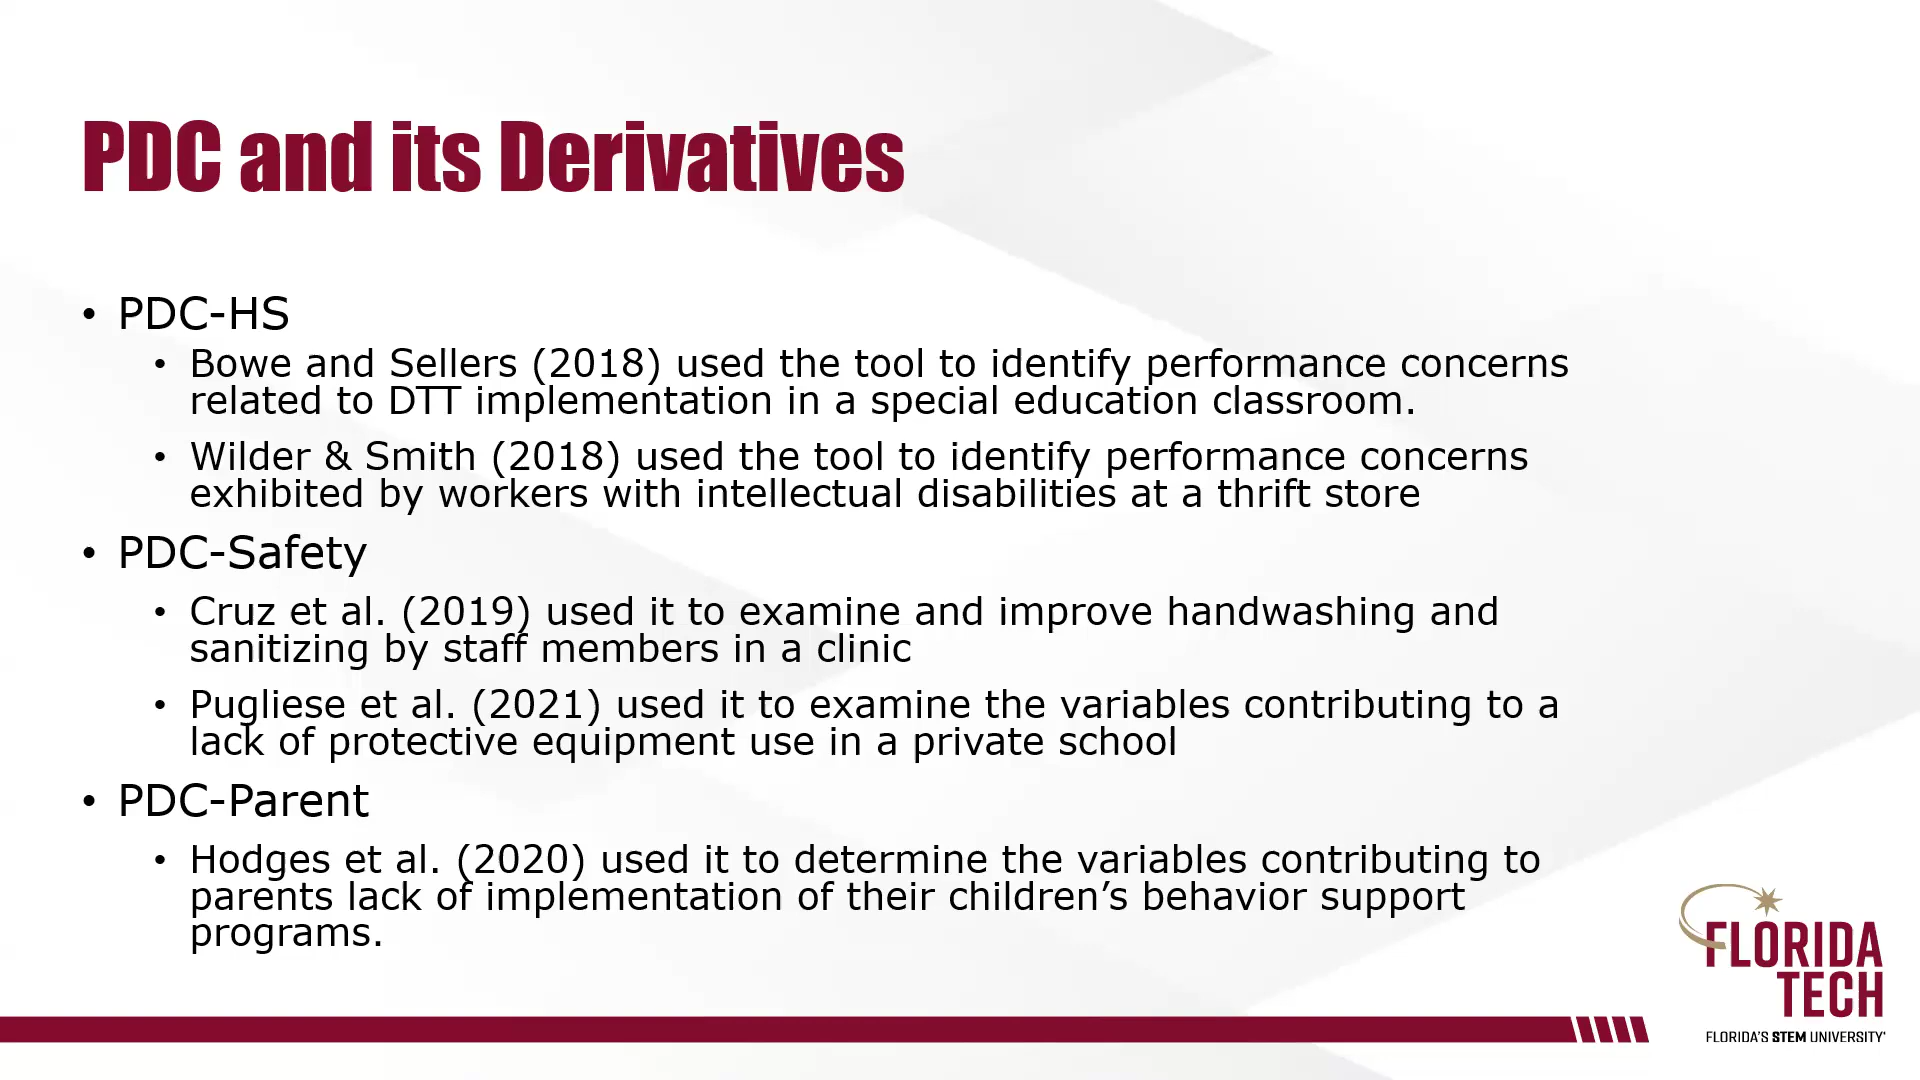 PDC and its Derivatives
• PDC-HS
• Bowe and Sellers (2018) used the tool to identify performance concerns
related to DTT implementation in a special education classroom.
• Wilder & Smith (2018) used the tool to identify performance concerns
exhibited by workers with intellectual disabilities at a thrift store
• PDC-Safety
• Cruz et al. (2019) used it to examine and improve handwashing and
sanitizing by staff members in a clinic
• Pugliese et al. (2021) used it to examine the variables contributing to a
lack of protective equipment use in a private school
• PDC-Parent
• Hodges et al. (2020) used it to determine the variables contributing to
parents lack of implementation of their children’s behavior support
programs.
FLORIDA
TECH
FLORIDA'S STEM UNIVERSITY'